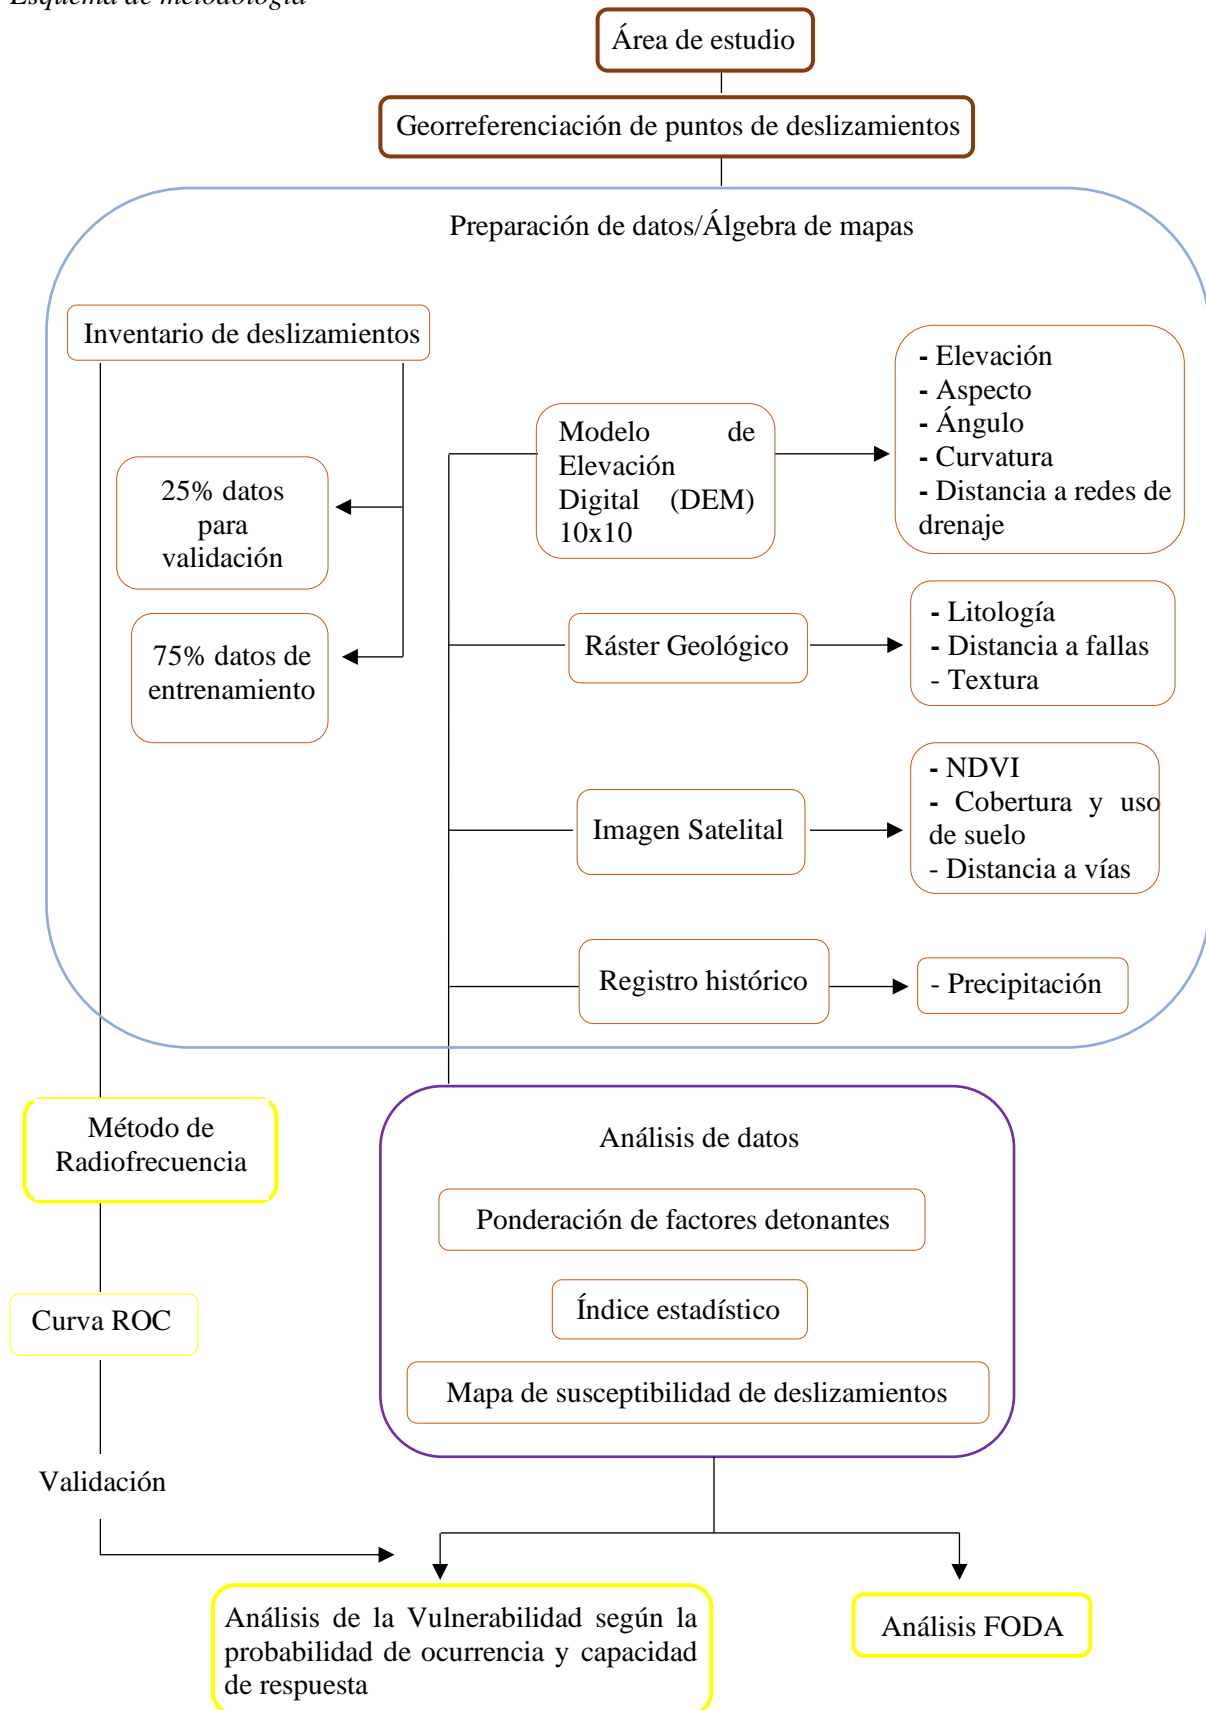 Esquema de metodología
Área de estudio
Georreferenciación de puntos de deslizamientos
Preparación de datos/Álgebra de mapas
Inventario de deslizamientos
25% datos
para
validación
75% datos de
entrenamiento
Modelo de
Elevación
Digital (DEM)
10x10
- Elevación
- Aspecto
- Ángulo
- Curvatura
- Distancia a redes de
drenaje
Ráster Geológico
- Litología
- Distancia a fallas
- Textura
Imagen Satelital
- NDVI
- Cobertura y uso
de suelo
- Distancia a vías
Registro histórico
- Precipitación
Método de
Radiofrecuencia
Curva ROC
Validación
Análisis de datos
Ponderación de factores detonantes
Índice estadístico
Mapa de susceptibilidad de deslizamientos
Análisis de la Vulnerabilidad según la
probabilidad de ocurrencia y capacidad
de respuesta
Análisis FODA